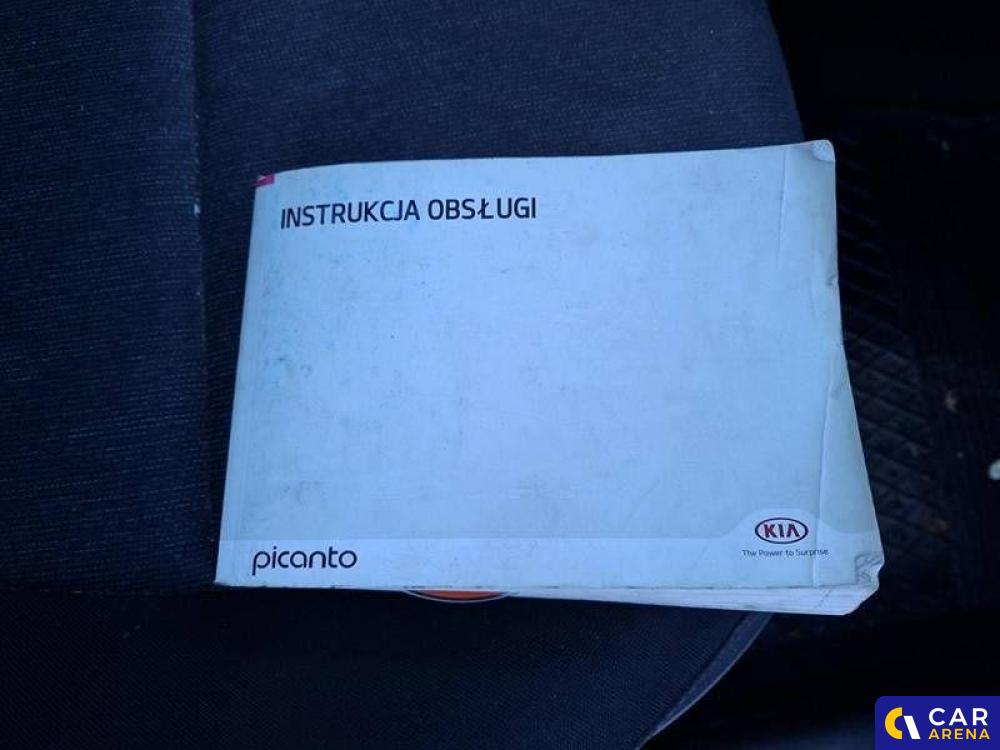 INSTRUKCJA OBSŁUGI
picanto
KIA
The Power to Surprise
CAR
ARENA